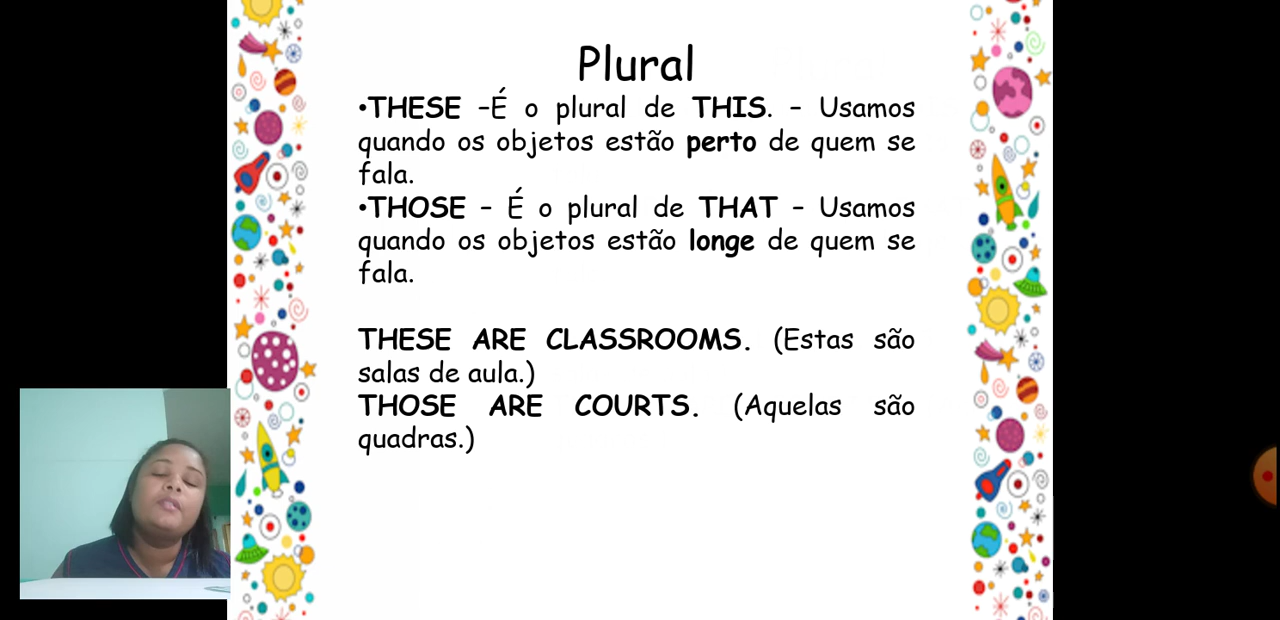 Plural
•THESE –É o plural de THIS. – Usamos
quando os objetos estão perto de quem se
fala.
•THOSE – É o plural de THAT – Usamos
quando os objetos estão longe de quem se
fala.
THESE ARE CLASSROOMS. (Estas são
salas de aula.)
THOSE ARE COURTS. (Aquelas são
quadras.)